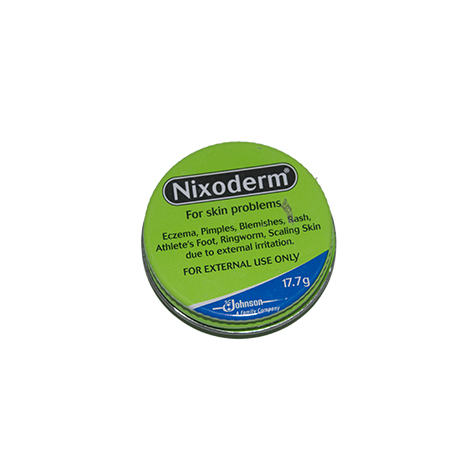 Nixoderm®
For skin problems
Eczema, Pimples, Blemishes, Rash,
Athlete's Foot, Ringworm, Scaling Skin
due to external irritation.
FOR EXTERNAL USE ONLY
17.7g
SC Johnson
A Family Company